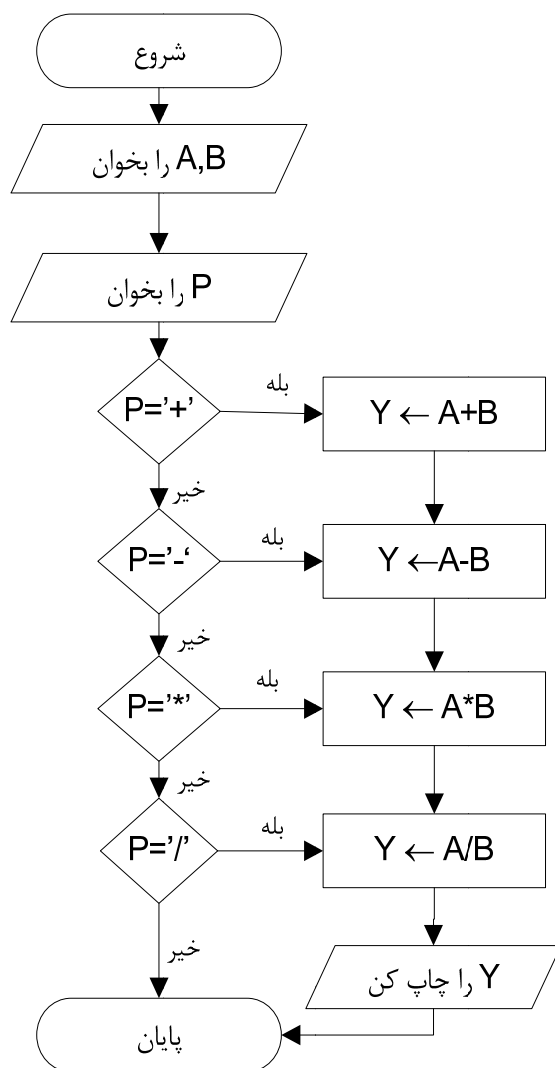 شروع
A,B را بخوان
P را بخوان
P=’+’
بله
Y ← A+B
خیر
P=’-‘
بله
Y ←A-B
خیر
P=’*’
بله
Y ← A*B
خیر
P=’/’
بله
Y ← A/B
خیر
Y را چاپ کن
پایان